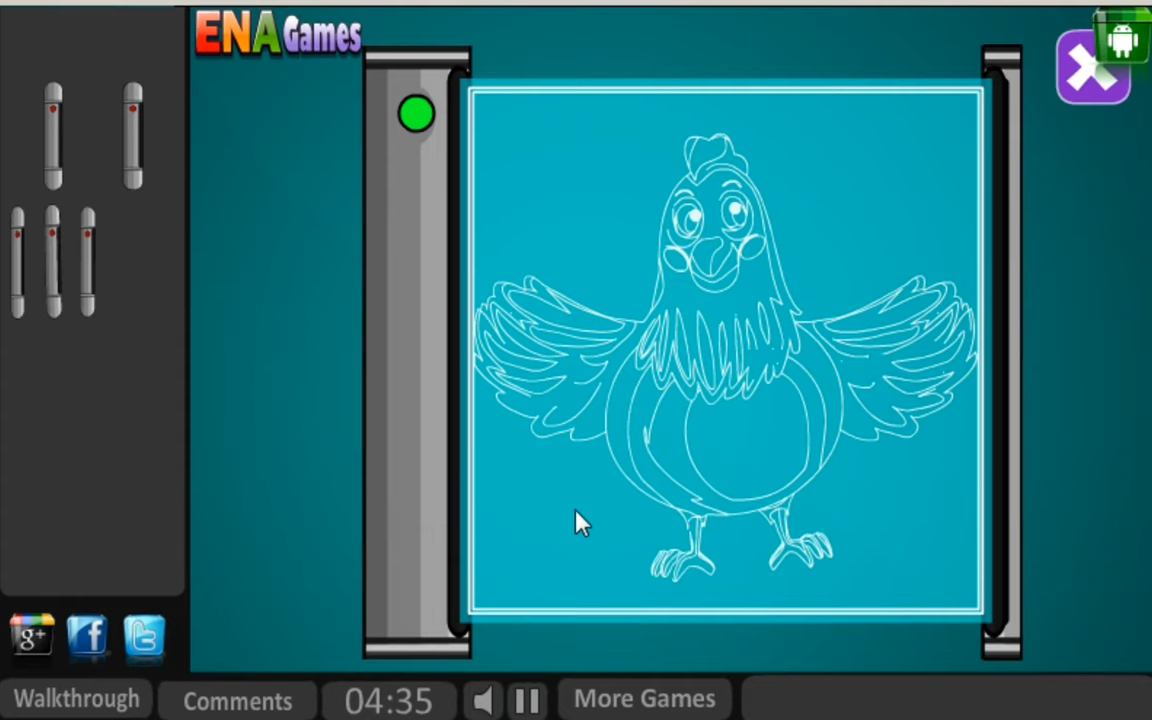 ENA Games
g+
f
t
Walkthrough
Comments
04:35
More Games